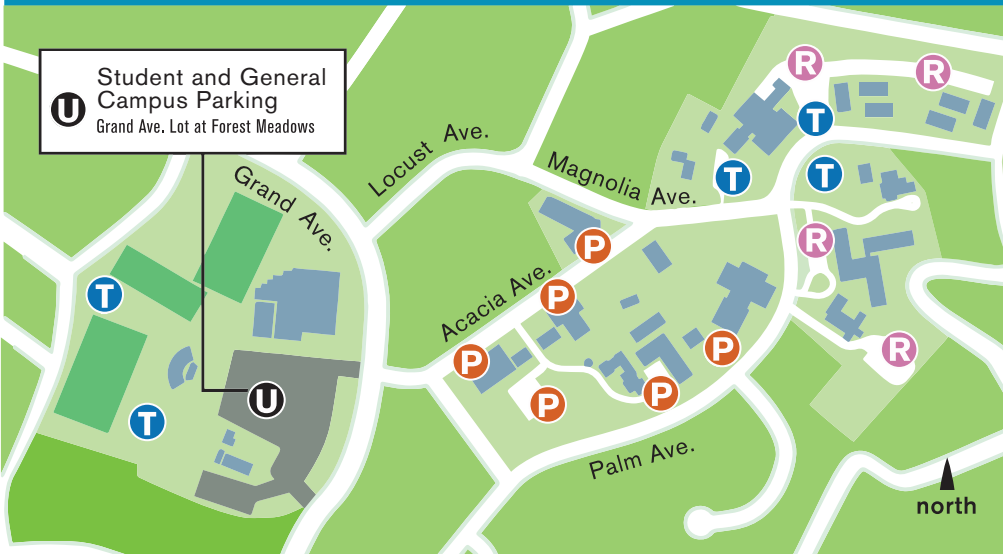 Student and General
Campus Parking
U
Grand Ave. Lot at Forest Meadows
R
R
T
Locust Ave.
Magnolia Ave.
T
T
Grand Ave.
R
P
Acacia Ave.
T
P
P
P
R
U
P
P
T
Palm Ave.
north